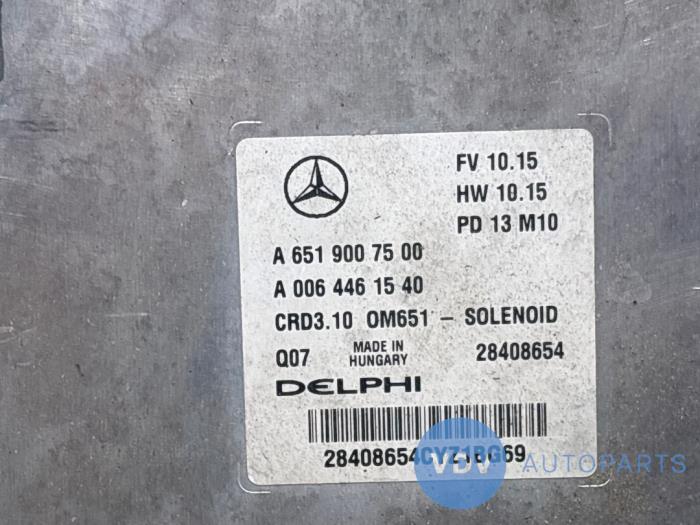 FV 10.15
HW 10.15
PD 13 M10
A 651 900 75 00
A 006 446 15 40
CRD3.10 OM651 – SOLENOID
Q07 MADE IN HUNGARY 28408654
DELPHI
28408654CYZ1BG69
VDV AUTOPARTS